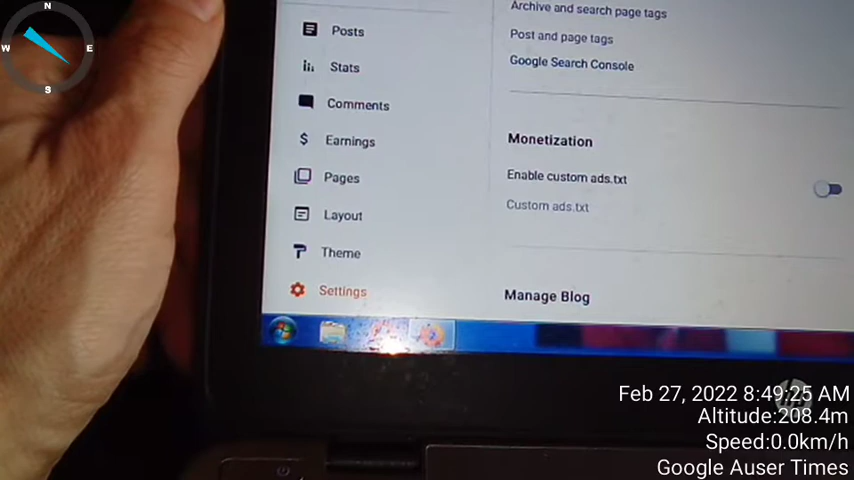 N
W
E
S
Posts
Stats
Comments
Earnings
Pages
Layout
Theme
Settings
Archive and search page tags
Post and page tags
Google Search Console
Monetization
Enable custom ads.txt
Custom ads.txt
Manage Blog
hp
Feb 27, 2022 8:49:25 AM
Altitude:208.4m
Speed:0.0km/h
Google Auser Times